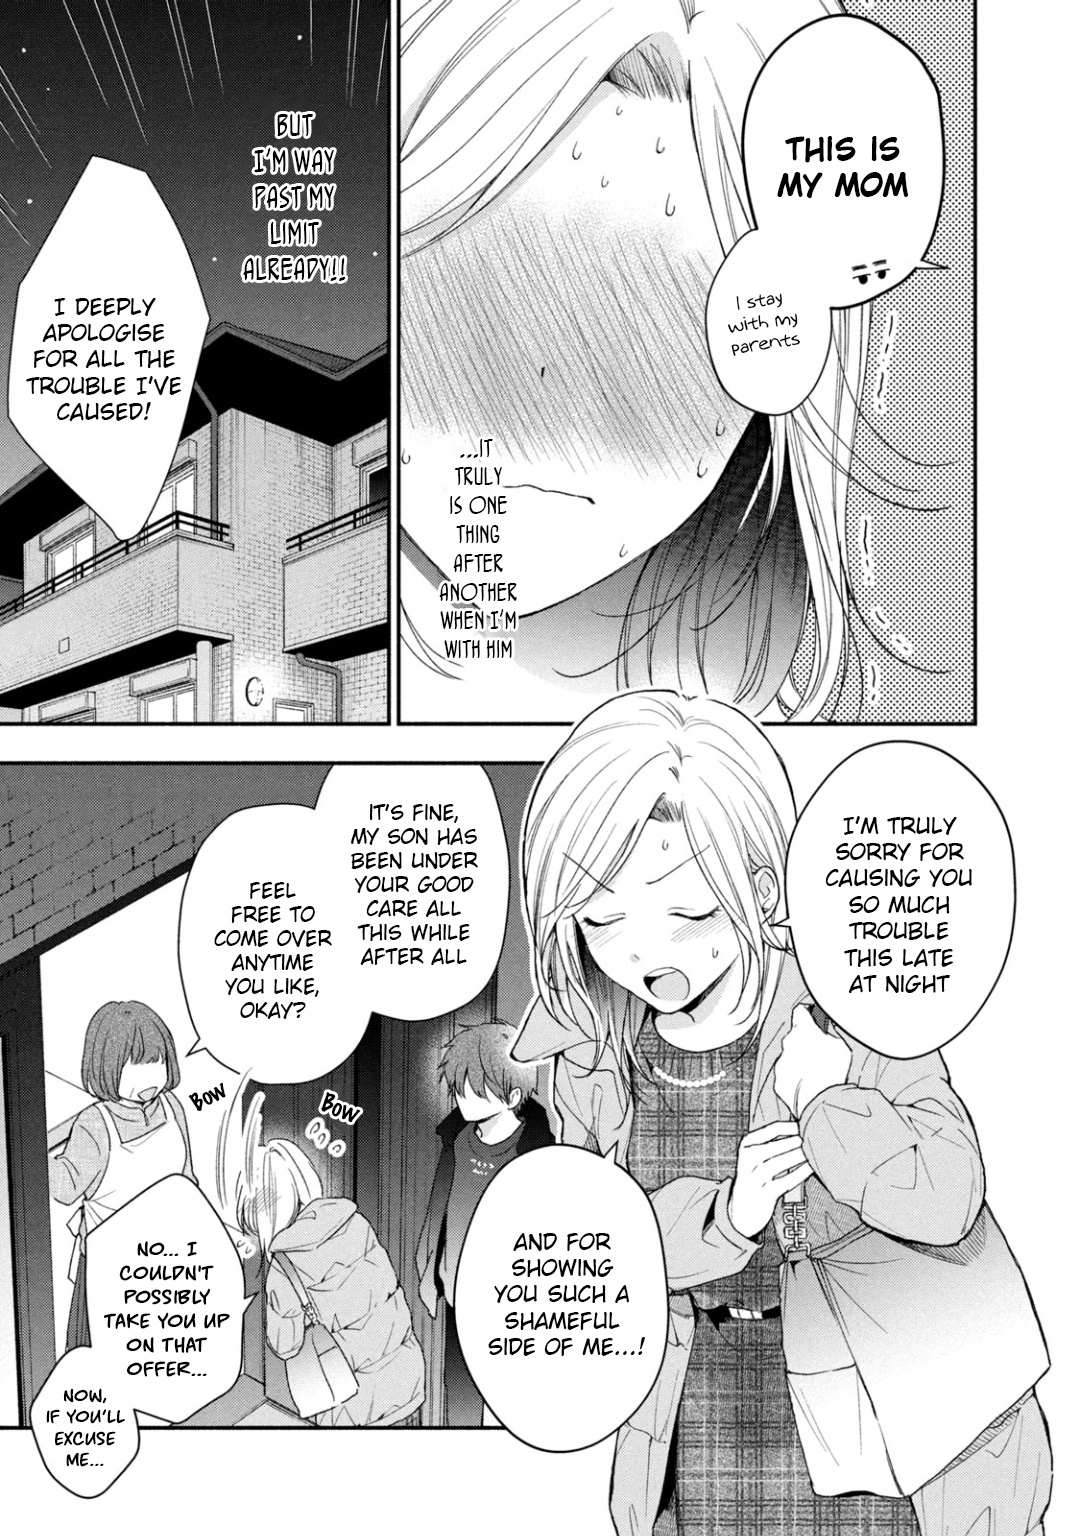 THIS IS
MY MOM
I stay
with my
parents
...IT
TRULY
IS ONE
THING
AFTER
ANOTHER
WHEN I'M
WITH HIM
BUT
I'M WAY
PAST MY
LIMIT
ALREADY!!
I DEEPLY
APOLOGISE
FOR ALL THE
TROUBLE I'VE
CAUSED!
I'M TRULY
SORRY FOR
CAUSING YOU
SO MUCH
TROUBLE
THIS LATE
AT NIGHT
AND FOR
SHOWING
YOU SUCH A
SHAMEFUL
SIDE OF ME...!
IT'S FINE,
MY SON HAS
BEEN UNDER
YOUR GOOD
CARE ALL
THIS WHILE
AFTER ALL
FEEL
FREE TO
COME OVER
ANYTIME
YOU LIKE,
OKAY?
BOW
BOW
NO... I
COULDN'T
POSSIBLY
TAKE YOU UP
ON THAT
OFFER...
NOW,
IF YOU'LL
EXCUSE
ME...